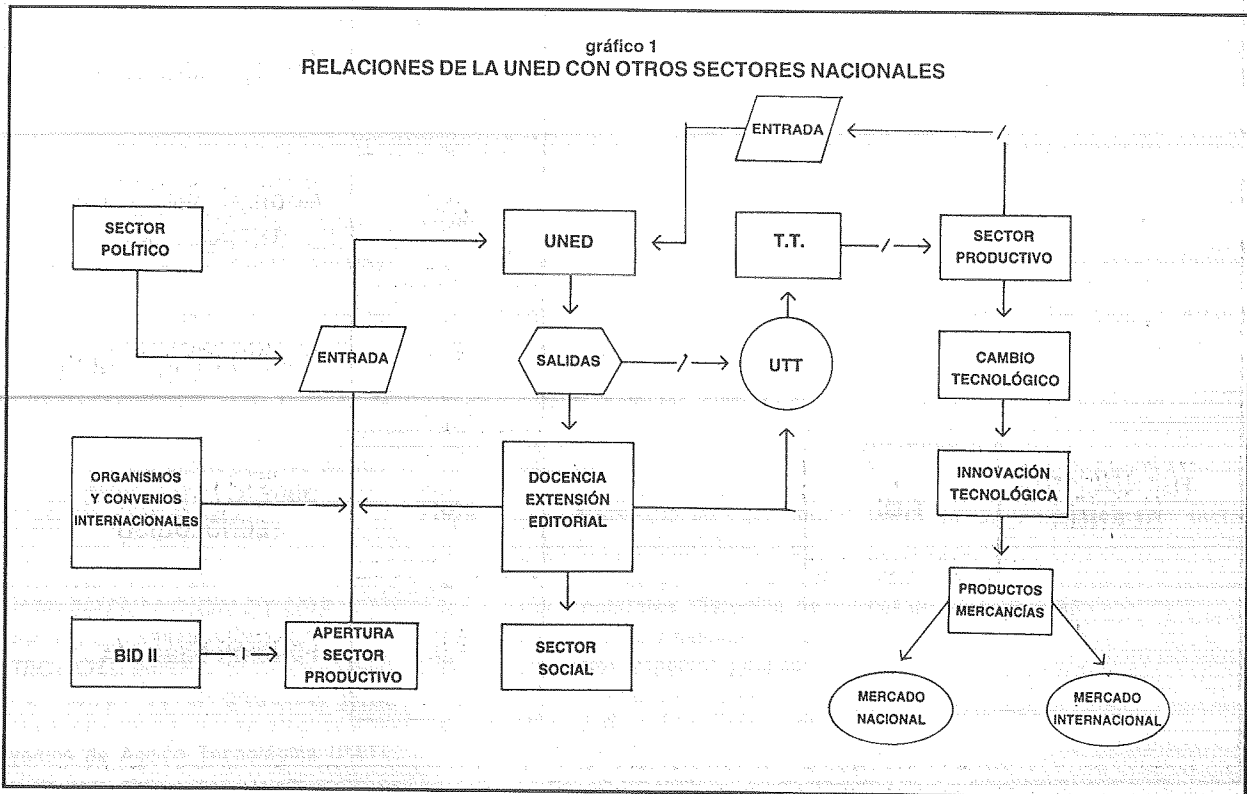 gráfico 1
RELACIONES DE LA UNED CON OTROS SECTORES NACIONALES
ENTRADA
SECTOR
POLÍTICO
UNED
T.T.
SECTOR
PRODUCTIVO
ENTRADA
SALIDAS
UTT
CAMBIO
TECNOLÓGICO
ORGANISMOS
Y CONVENIOS
INTERNACIONALES
DOCENCIA
EXTENSIÓN
EDITORIAL
INNOVACIÓN
TECNOLÓGICA
PRODUCTOS
MERCANCÍAS
BID II
APERTURA
SECTOR
PRODUCTIVO
SECTOR
SOCIAL
MERCADO
NACIONAL
MERCADO
INTERNACIONAL